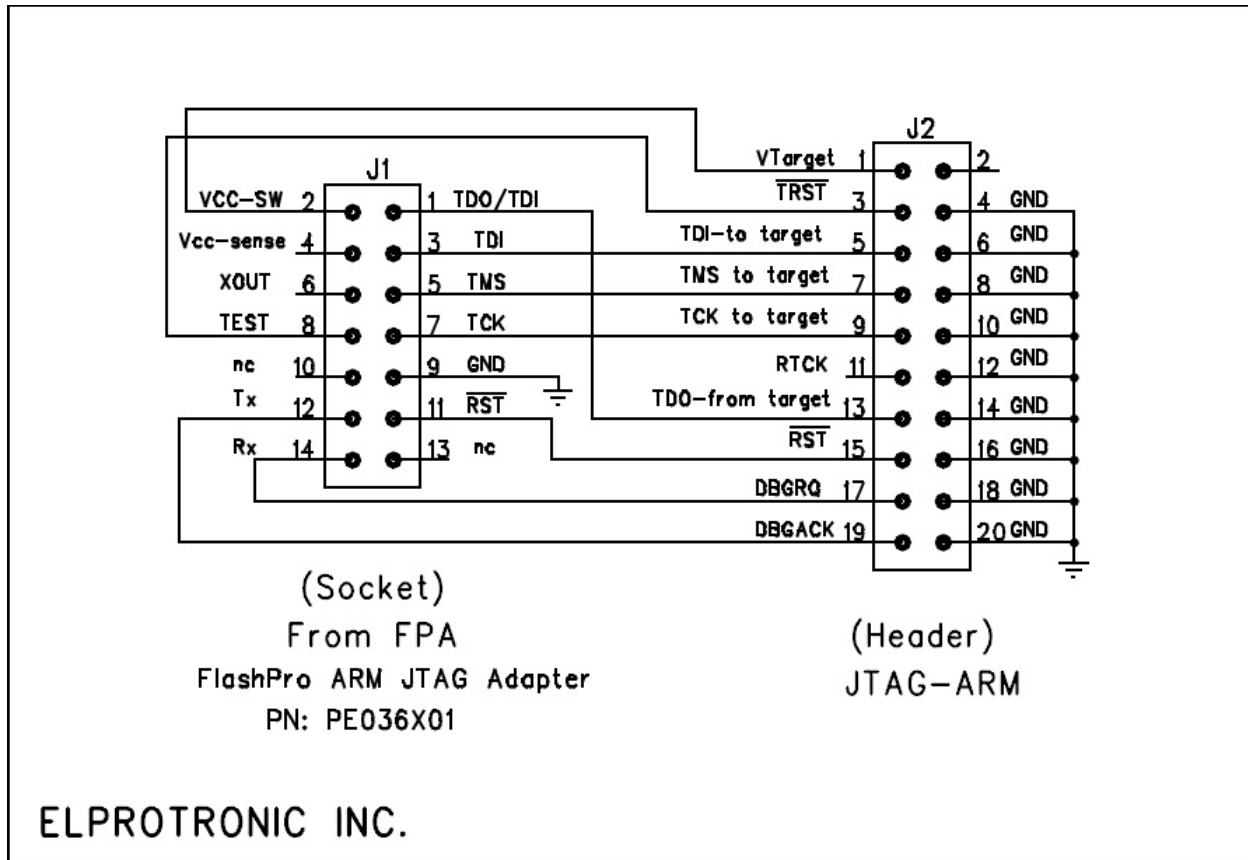 J2
VTarget 1 2
J1 TRST 3 4 GND
VCC-SW 2 1 TDO/TDI
TDI-to target 5 6 GND
Vcc-sense 4 3 TDI
TMS to target 7 8 GND
XOUT 6 5 TMS
TCK to target 9 10 GND
TEST 8 7 TCK
RTCK 11 12 GND
nc 10 9 GND
TDO-from target 13 14 GND
Tx 12 11 RST
RST 15 16 GND
Rx 14 13 nc
DBGRQ 17 18 GND
DBGACK 19 20 GND
(Socket)
From FPA
FlashPro ARM JTAG Adapter
PN: PE036X01
(Header)
JTAG-ARM
ELPROTRONIC INC.